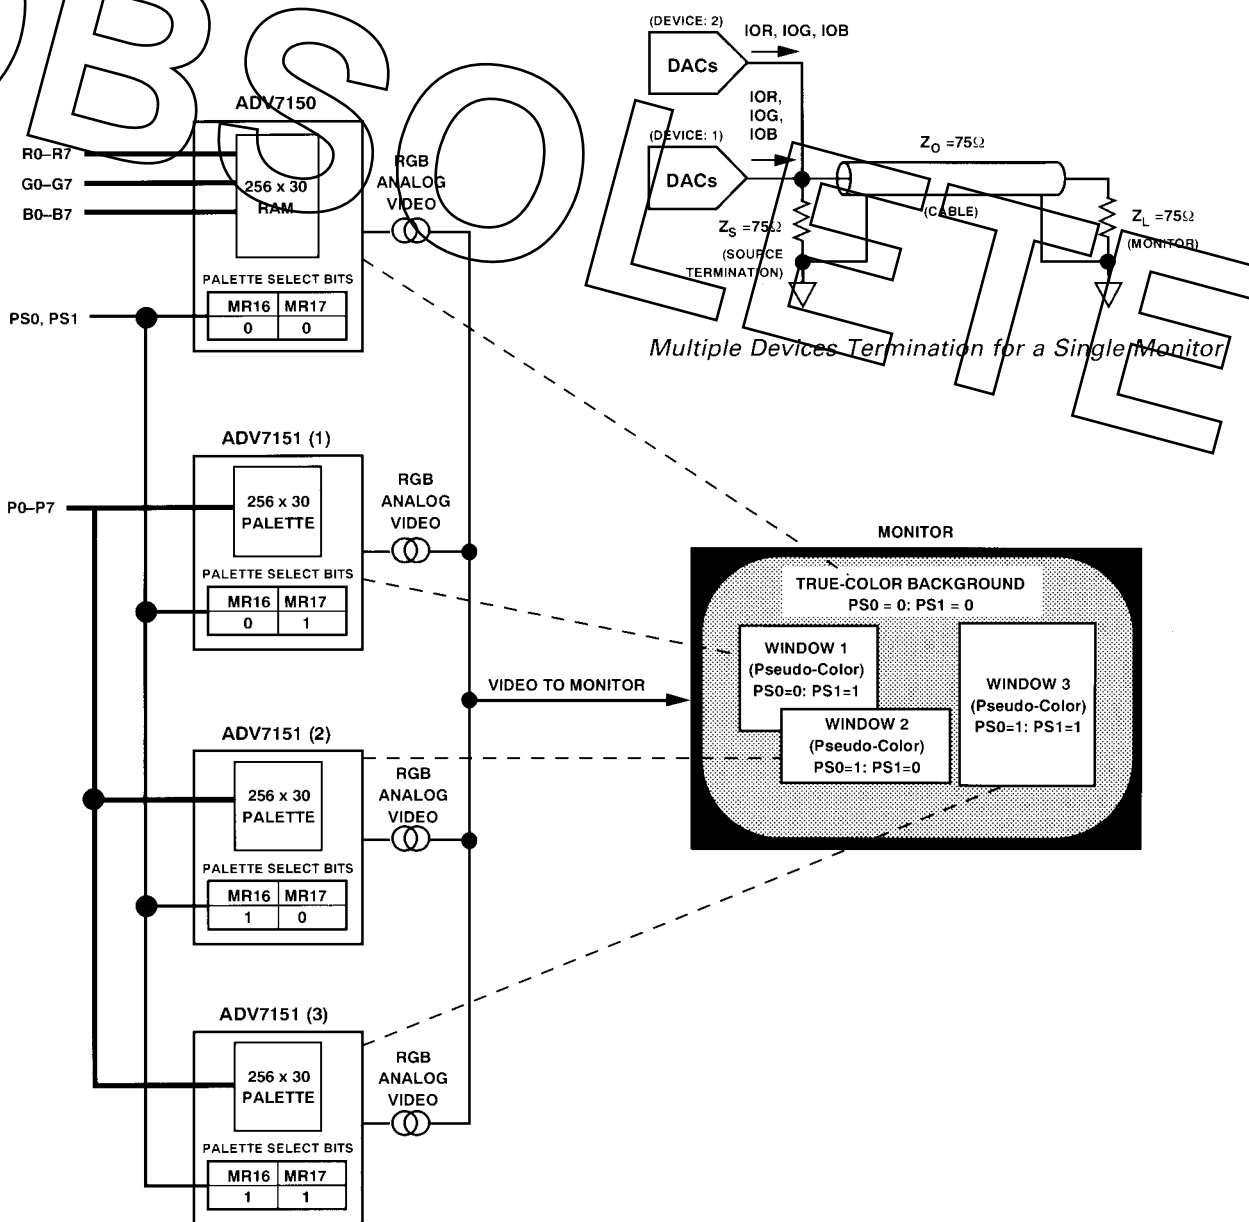 OBSOLETE
(DEVICE: 2)
IOR, IOG, IOB
DACs
IOR,
IOG,
IOB
(DEVICE: 1)
DACs
ZO =75Ω
(CABLE)
ZS =75Ω
(SOURCE
TERMINATION)
ZL =75Ω
(MONITOR)
Multiple Devices Termination for a Single Monitor
ADV7150
R0–R7
G0–G7
B0–B7
256 x 30
RAM
RGB
ANALOG
VIDEO
PALETTE SELECT BITS
MR16 MR17
0 0
PS0, PS1
ADV7151 (1)
P0–P7
256 x 30
PALETTE
RGB
ANALOG
VIDEO
PALETTE SELECT BITS
MR16 MR17
0 1
VIDEO TO MONITOR
MONITOR
TRUE-COLOR BACKGROUND
PS0 = 0: PS1 = 0
WINDOW 1
(Pseudo-Color)
PS0=0: PS1=1
WINDOW 2
(Pseudo-Color)
PS0=1: PS1=0
WINDOW 3
(Pseudo-Color)
PS0=1: PS1=1
ADV7151 (2)
256 x 30
PALETTE
RGB
ANALOG
VIDEO
PALETTE SELECT BITS
MR16 MR17
1 0
ADV7151 (3)
256 x 30
PALETTE
RGB
ANALOG
VIDEO
PALETTE SELECT BITS
MR16 MR17
1 1